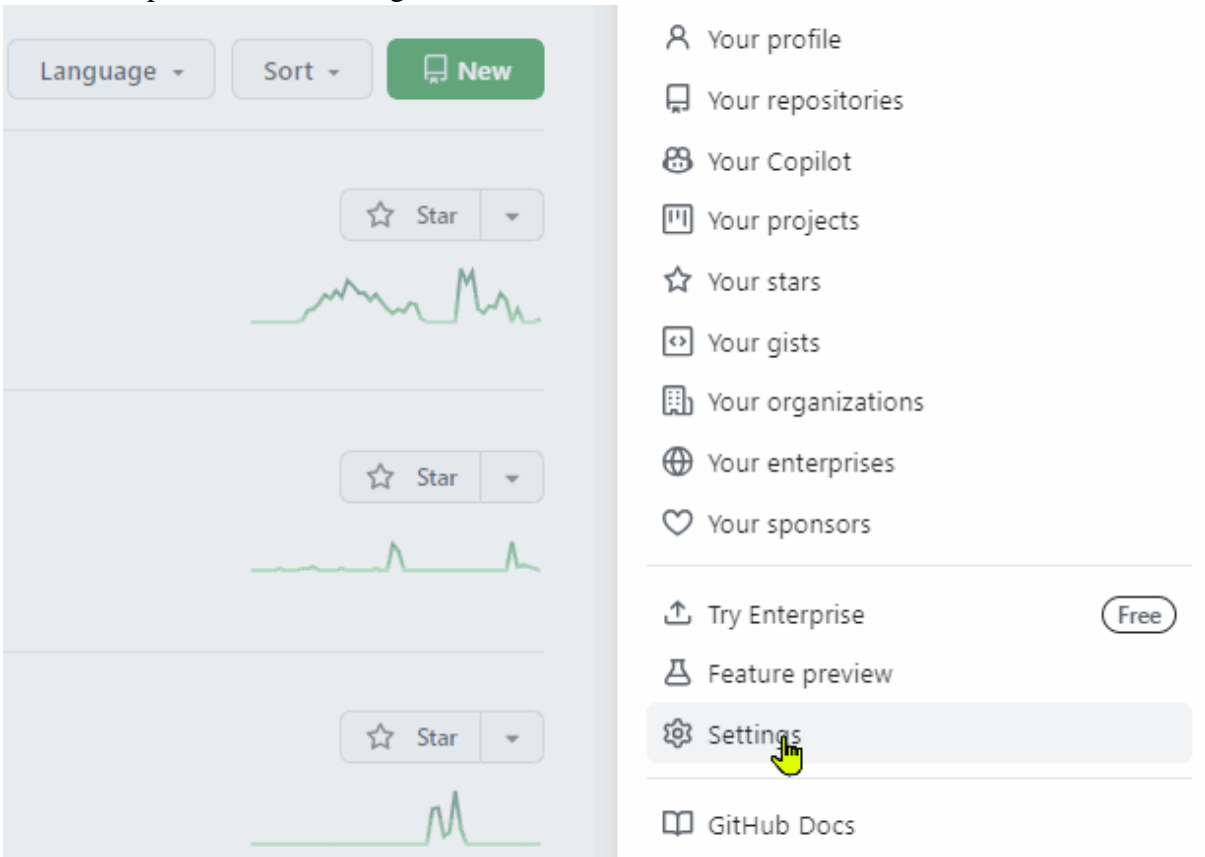 Language
Sort
New
Star
Star
Star
Your profile
Your repositories
Your Copilot
Your projects
Your stars
Your gists
Your organizations
Your enterprises
Your sponsors
Try Enterprise Free
Feature preview
Settings
GitHub Docs